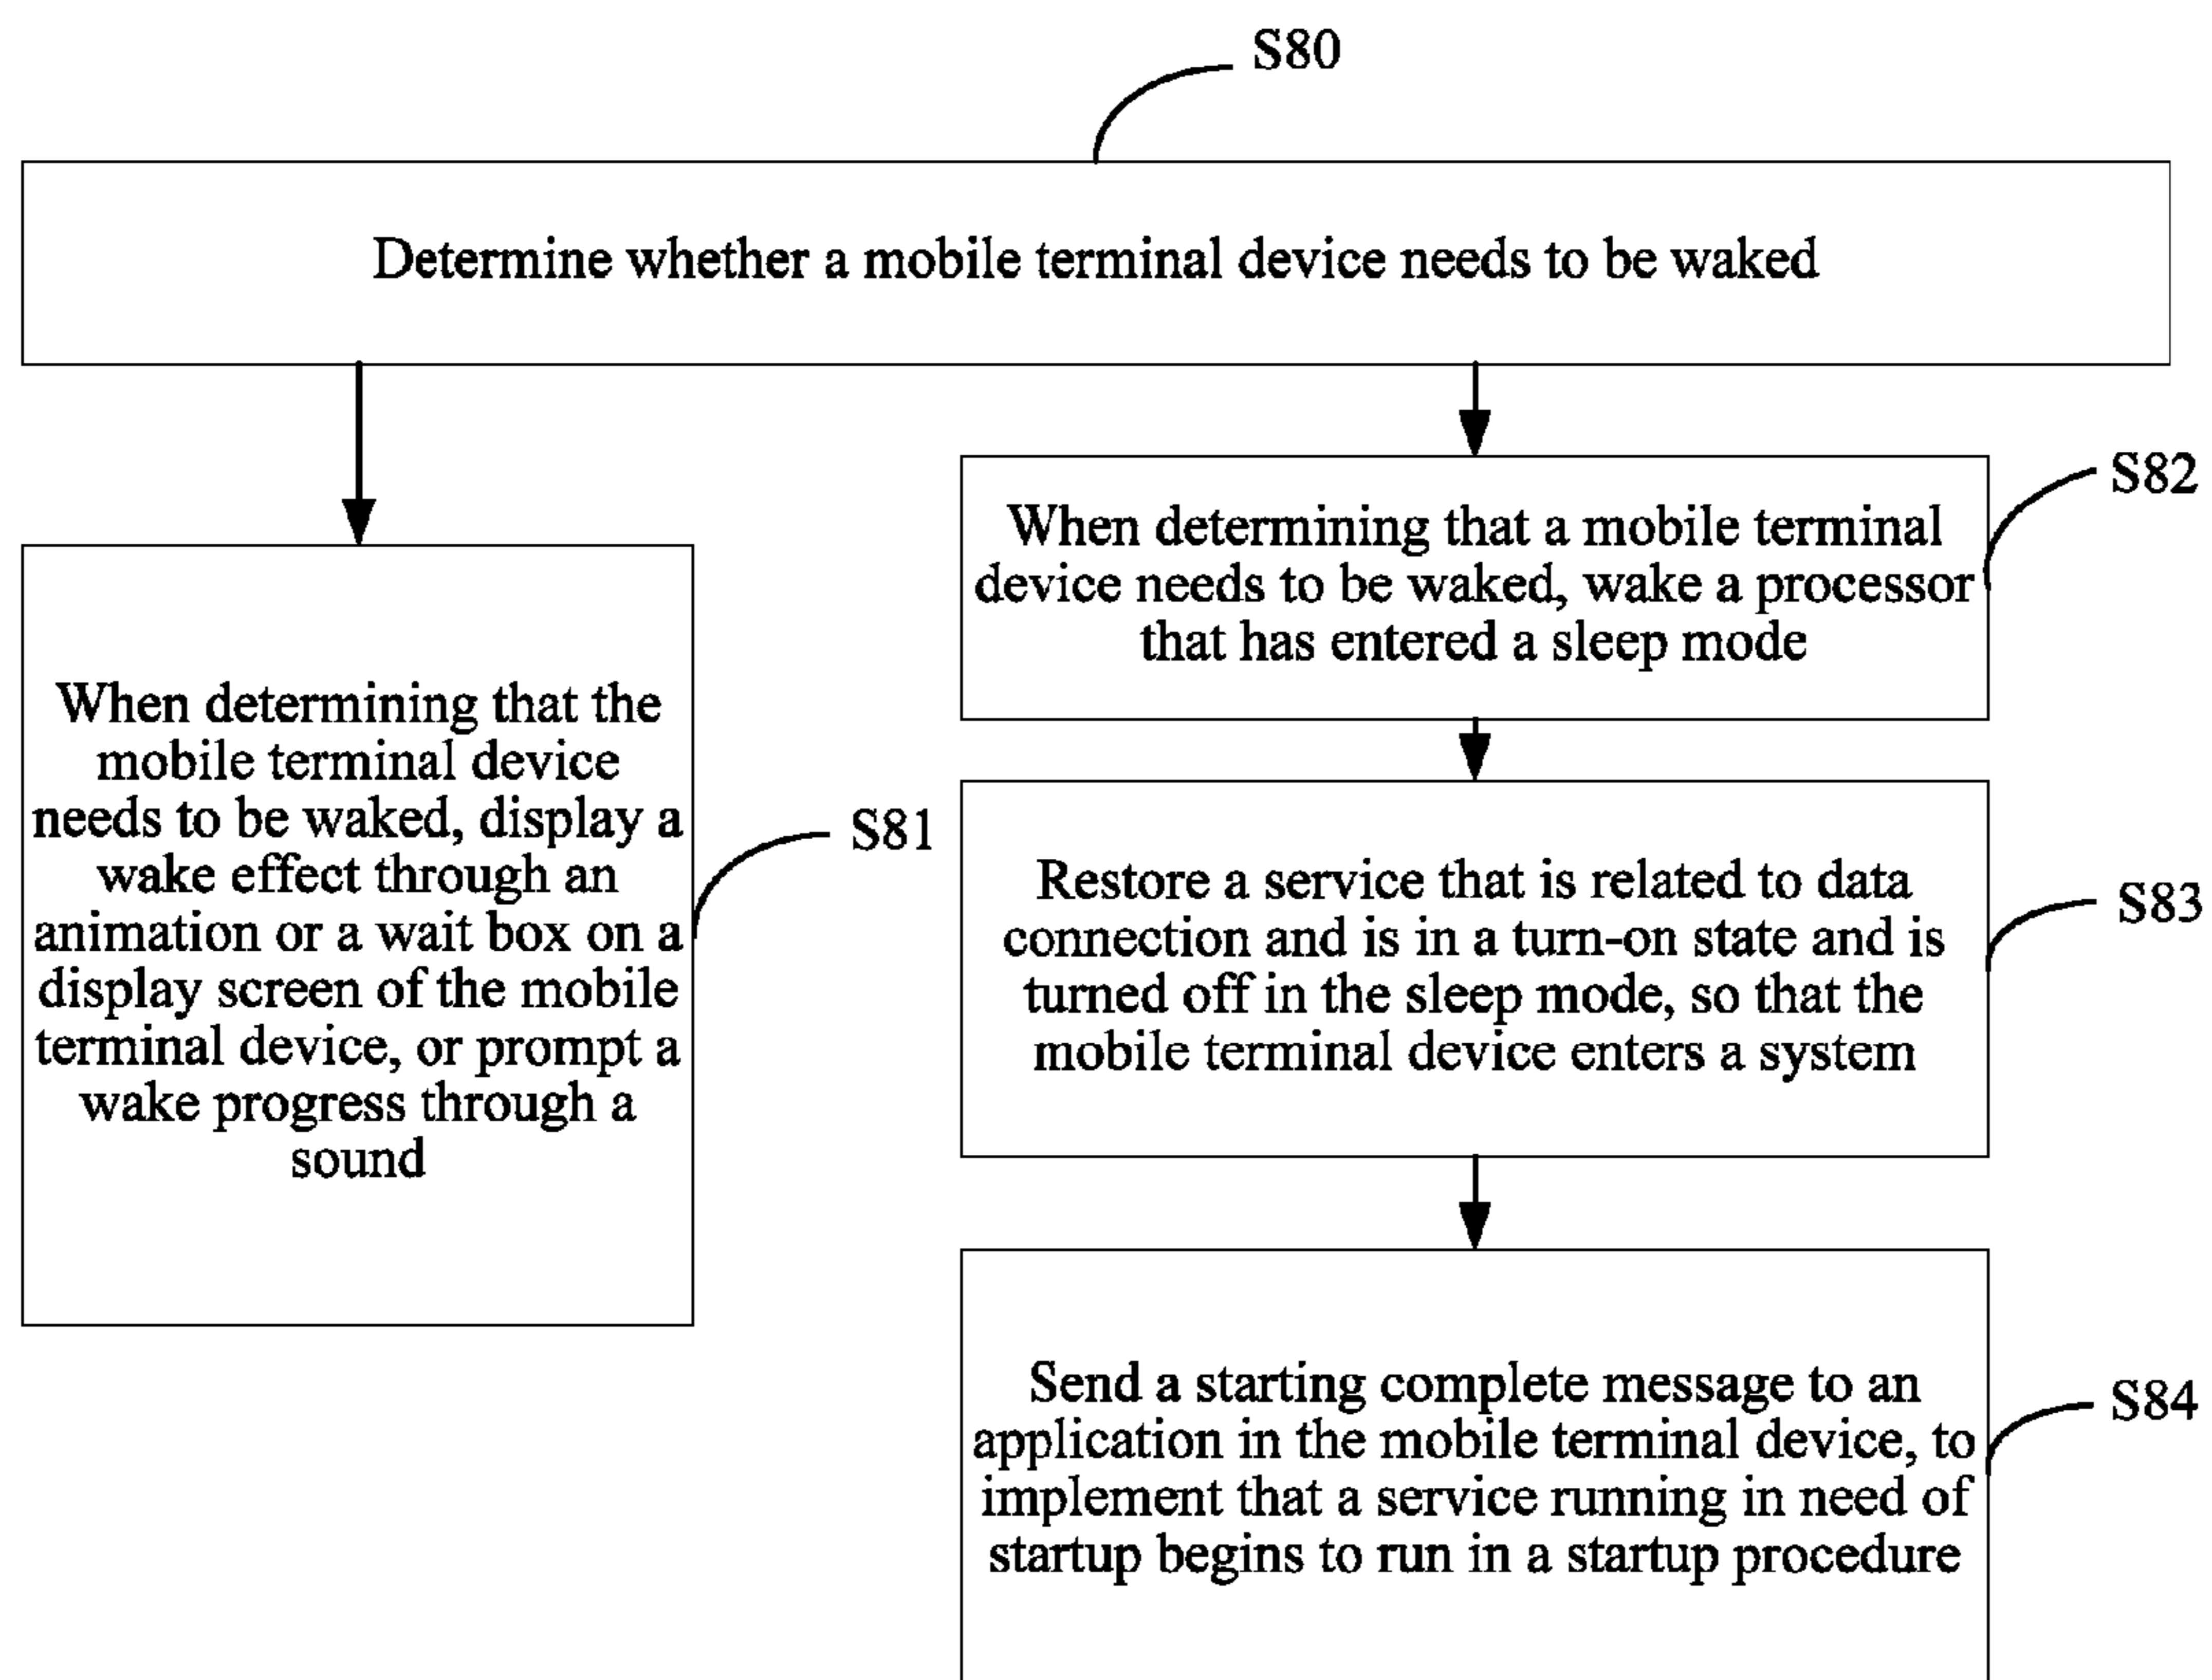 S80
Determine whether a mobile terminal device needs to be waked
When determining that the
mobile terminal device
needs to be waked, display a
wake effect through an
animation or a wait box on a
display screen of the mobile
terminal device, or prompt a
wake progress through a
sound
S81
When determining that a mobile terminal
device needs to be waked, wake a processor
that has entered a sleep mode
S82
Restore a service that is related to data
connection and is in a turn-on state and is
turned off in the sleep mode, so that the
mobile terminal device enters a system
S83
Send a starting complete message to an
application in the mobile terminal device, to
implement that a service running in need of
startup begins to run in a startup procedure
S84